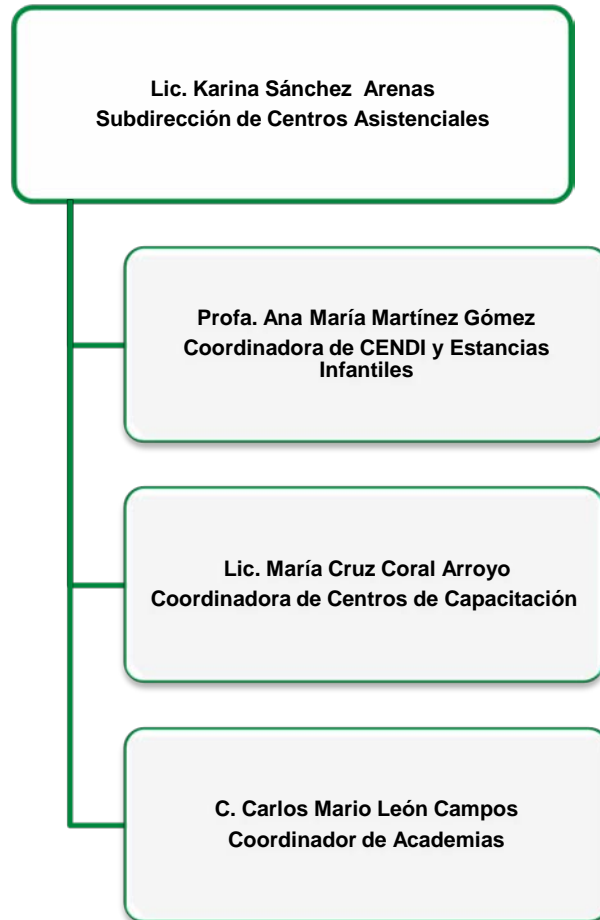 Lic. Karina Sánchez Arenas
Subdirección de Centros Asistenciales
Profa. Ana María Martínez Gómez
Coordinadora de CENDI y Estancias
Infantiles
Lic. María Cruz Coral Arroyo
Coordinadora de Centros de Capacitación
C. Carlos Mario León Campos
Coordinador de Academias